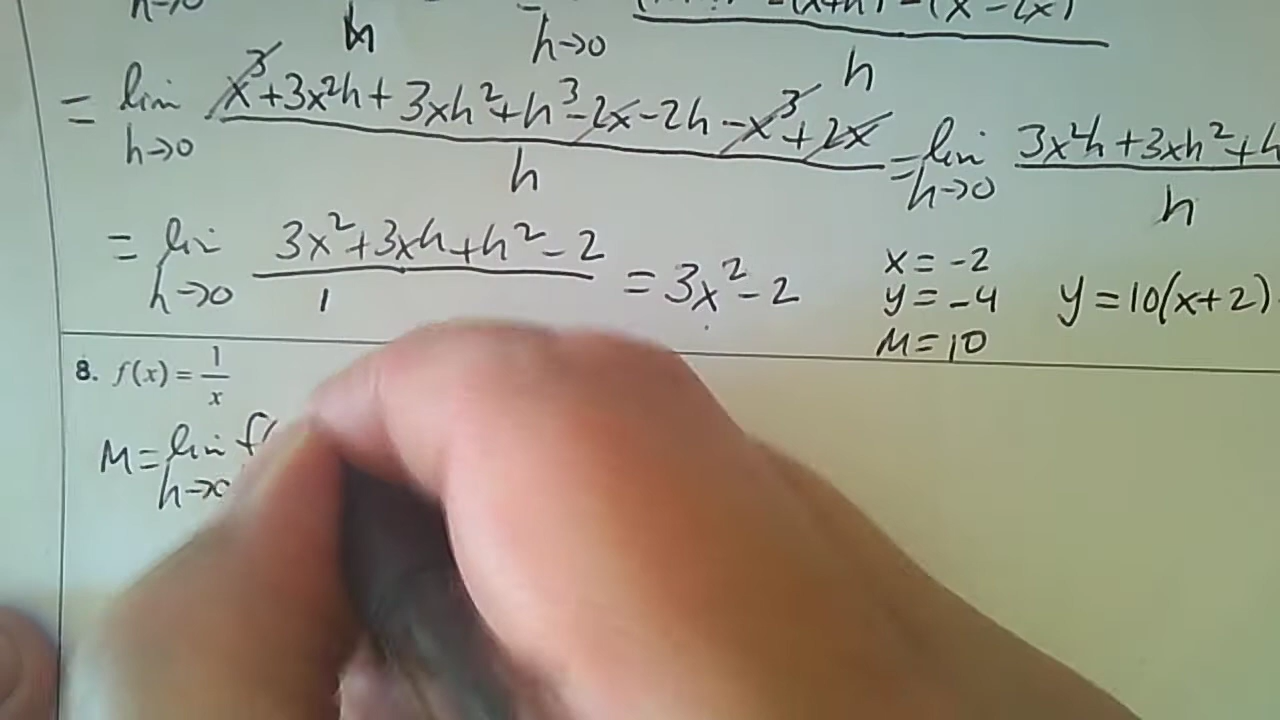 h→0 h h→0 h
= lim h→0 (x³+3x²h+3xh²+h³-2x-2h-x³+2x)/h = lim h→0 (3x²h+3xh²+h)/h
= lim h→0 (3x²+3xh+h²-2)/1 = 3x²-2
x=-2
y=-4 y=10(x+2)
M=10
8. f(x) = 1/x
M=lim f(